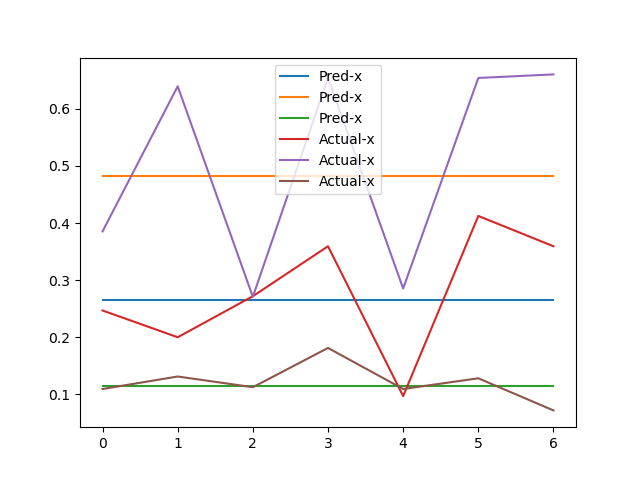 Pred-x
Pred-x
Pred-x
Actual-x
Actual-x
Actual-x
0.6
0.5
0.4
0.3
0.2
0.1
0 1 2 3 4 5 6